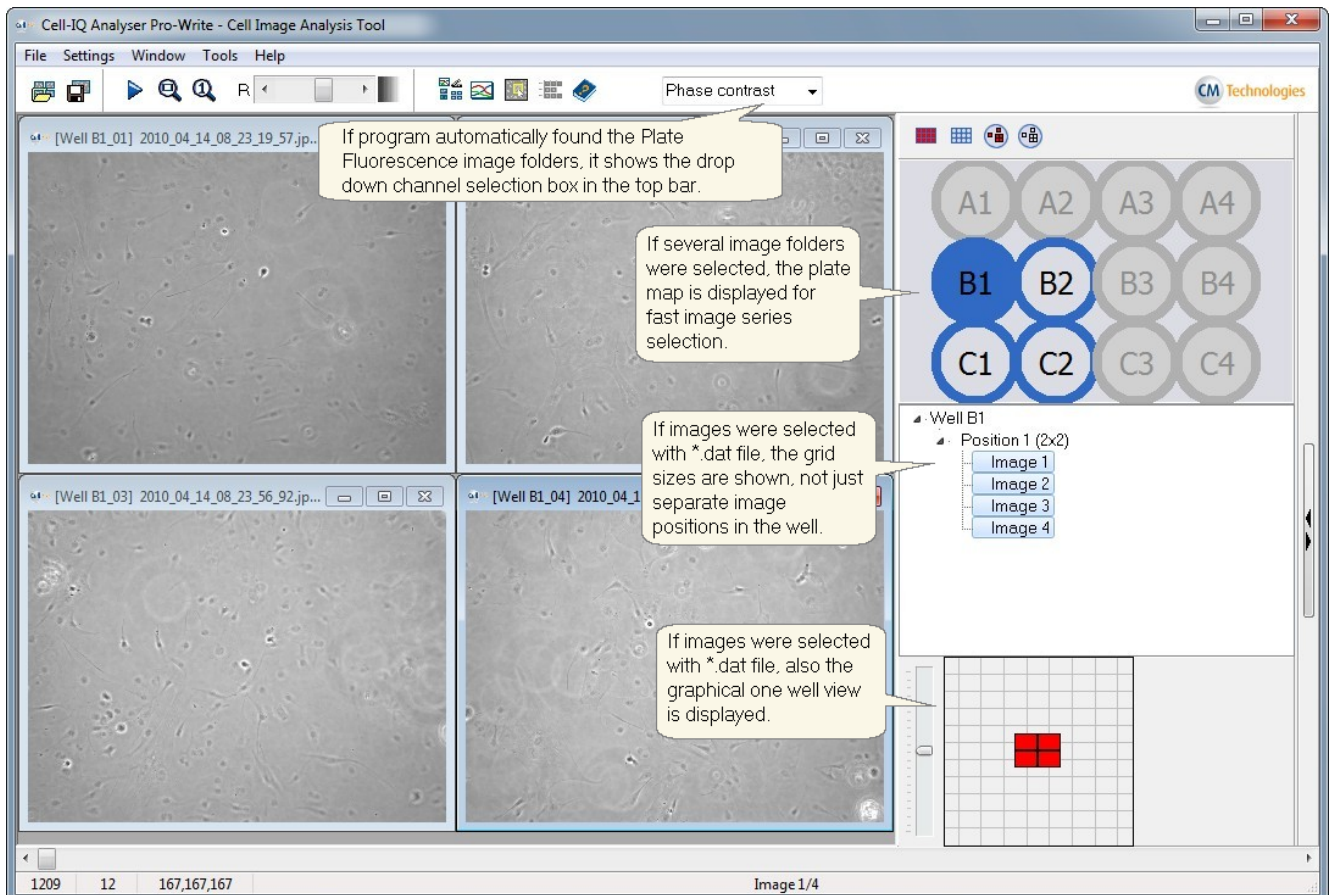 Cell-IQ Analyser Pro-Write - Cell Image Analysis Tool
File Settings Window Tools Help
R
Phase contrast
CM Technologies
[Well B1_01] 2010_04_14_08_23_19_57.jp...
If program automatically found the Plate
Fluorescence image folders, it shows the drop
down channel selection box in the top bar.
A1 A2 A3 A4
B1 B2 B3 B4
C1 C2 C3 C4
If several image folders
were selected, the plate
map is displayed for
fast image series
selection.
Well B1
Position 1 (2x2)
Image 1
Image 2
Image 3
Image 4
If images were selected
with *.dat file, the grid
sizes are shown, not just
separate image
positions in the well.
[Well B1_03] 2010_04_14_08_23_56_92.jp...
[Well B1_04] 2010_04_1
If images were selected
with *.dat file, also the
graphical one well view
is displayed.
1209 12 167,167,167 Image 1/4